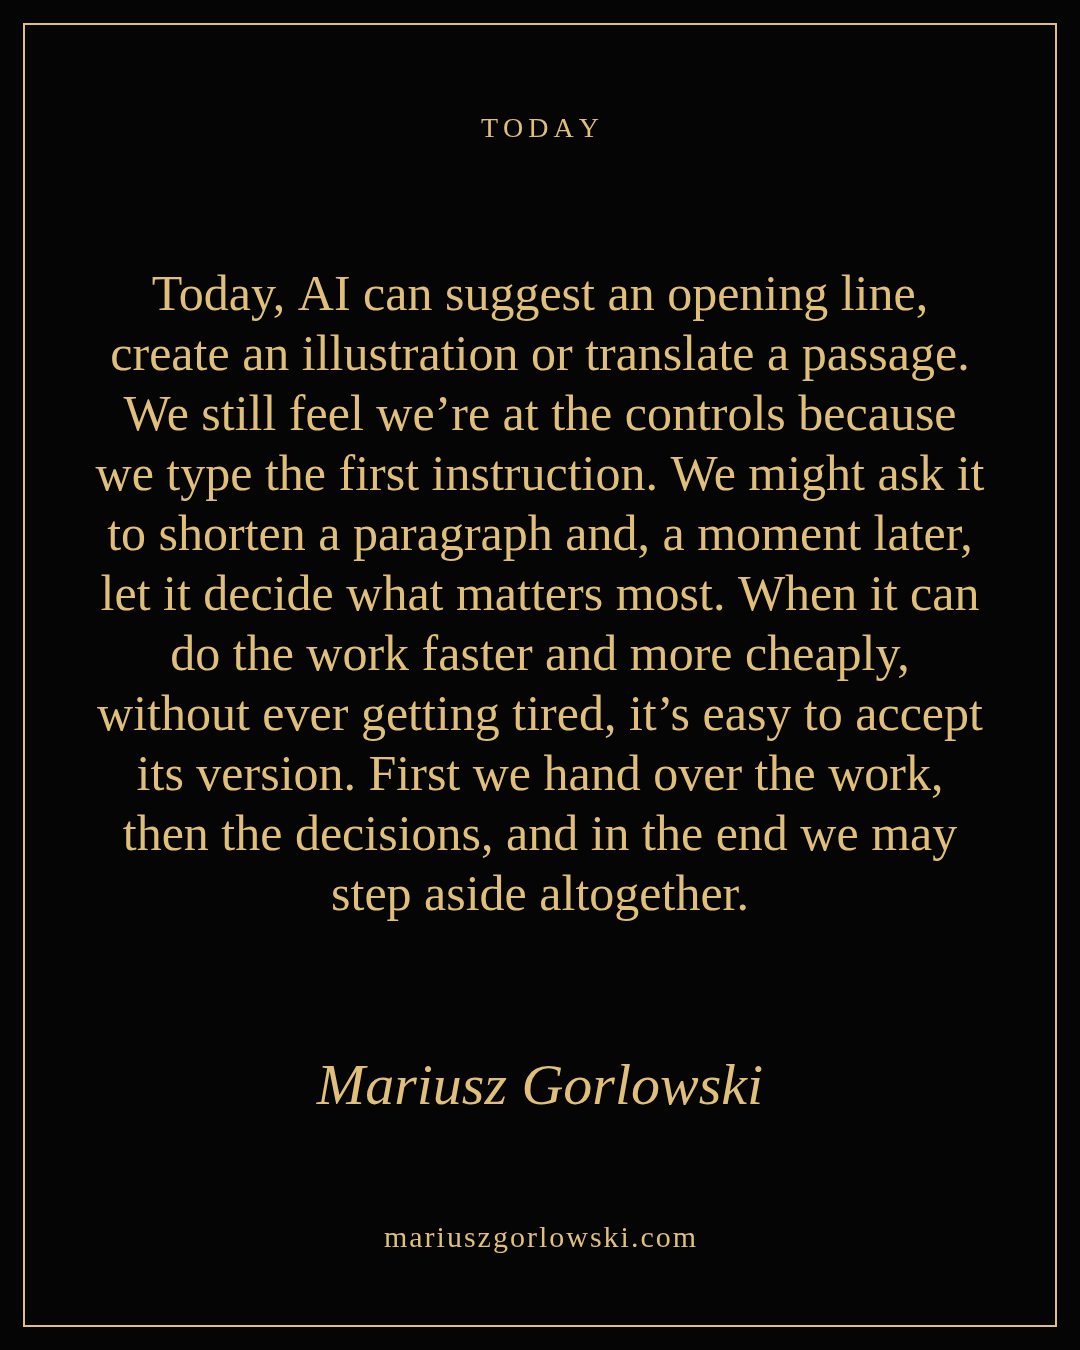 TODAY
Today, AI can suggest an opening line,
create an illustration or translate a passage.
We still feel we’re at the controls because
we type the first instruction. We might ask it
to shorten a paragraph and, a moment later,
let it decide what matters most. When it can
do the work faster and more cheaply,
without ever getting tired, it’s easy to accept
its version. First we hand over the work,
then the decisions, and in the end we may
step aside altogether.
Mariusz Gorlowski
mariuszgorlowski.com